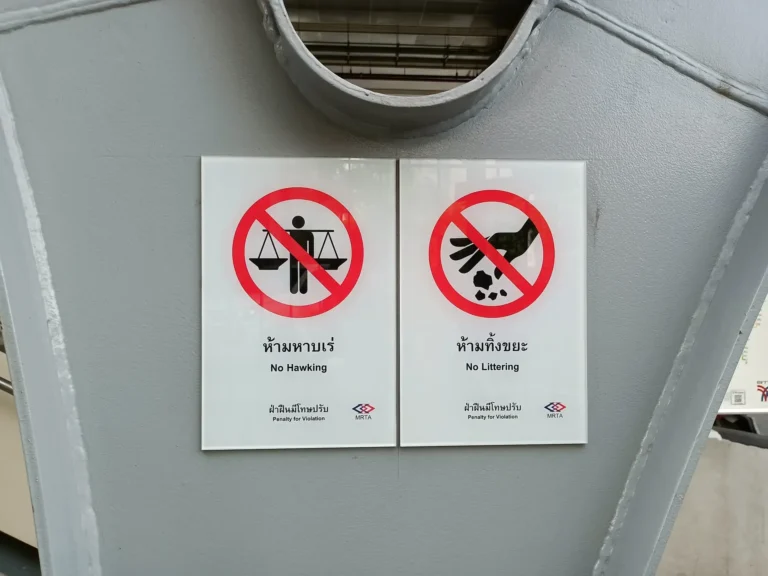 ห้ามหาบเร่
No Hawking
ฝ่าฝืนมีโทษปรับ
Penalty for Violation
MRTA
ห้ามทิ้งขยะ
No Littering
ฝ่าฝืนมีโทษปรับ
Penalty for Violation
MRTA